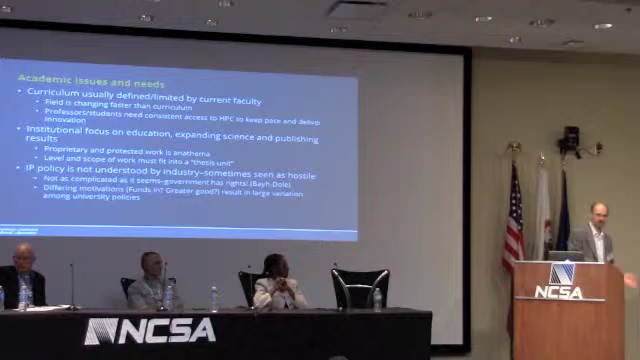 Academic issues and needs
• Curriculum usually defined/limited by current faculty
• Field is changing faster than curriculum
• Professors/students need consistent access to HPC to keep pace and
innovation
• Institutional focus on education, expanding science and publishing
results
• Proprietary and protected work is anathema
• Level and scope of work must fit into a "thesis unit"
• IP policy is not understood by industry–sometimes seen as hostile
• Not as complicated as it seems–government has rights! (Bayh-Dole)
• Differing motivations (Funds in? Greater good?) result in large variation
among university policies
NCSA
NCSA